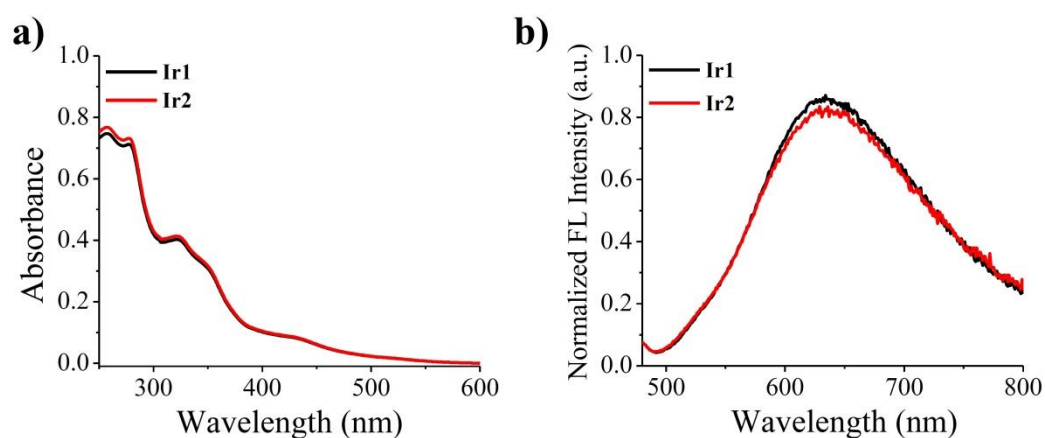 a)
Ir1
Ir2
Absorbance
1.0
0.8
0.6
0.4
0.2
0.0
300 400 500 600
Wavelength (nm)
b)
Ir1
Ir2
Normalized FL Intensity (a.u.)
1.0
0.8
0.6
0.4
0.2
0.0
500 600 700 800
Wavelength (nm)